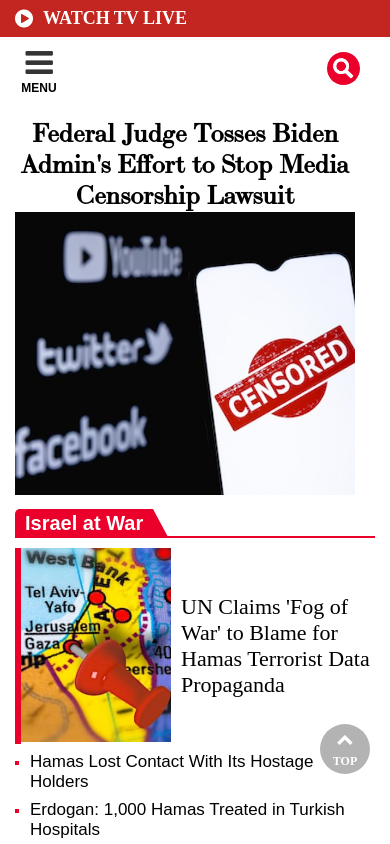 WATCH TV LIVE
MENU
Federal Judge Tosses Biden
Admin's Effort to Stop Media
Censorship Lawsuit
YouTube
twitter
facebook
CENSORED
Israel at War
West Bank
Tel Aviv-
Yafo
Jerusalem
Gaza
UN Claims 'Fog of
War' to Blame for
Hamas Terrorist Data
Propaganda
Hamas Lost Contact With Its Hostage
Holders
TOP
Erdogan: 1,000 Hamas Treated in Turkish
Hospitals